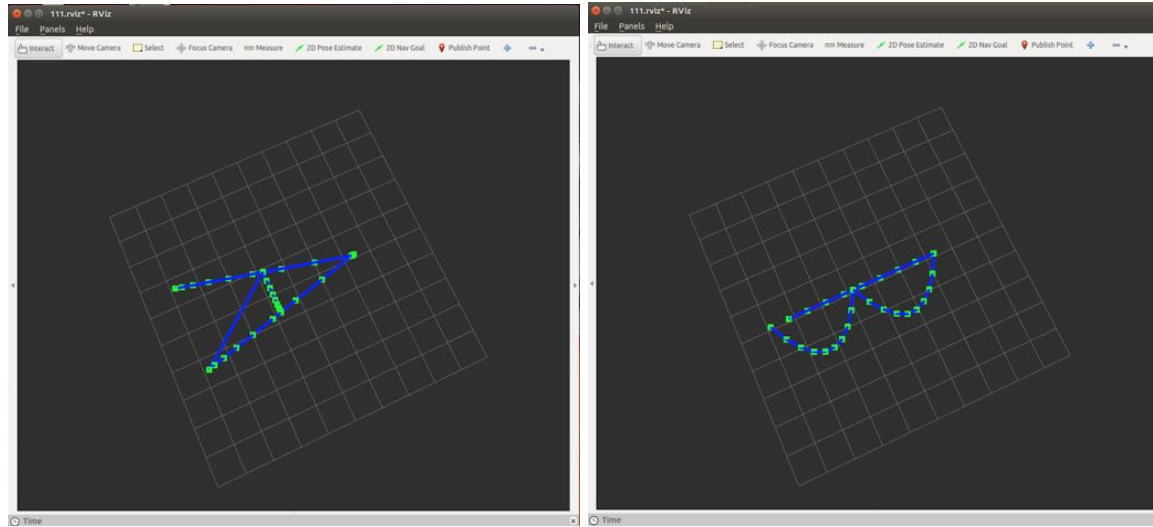 111.rviz* - RViz
File Panels Help
Interact Move Camera Select Focus Camera Measure 2D Pose Estimate 2D Nav Goal Publish Point
Time
111.rviz* - RViz
File Panels Help
Interact Move Camera Select Focus Camera Measure 2D Pose Estimate 2D Nav Goal Publish Point
Time